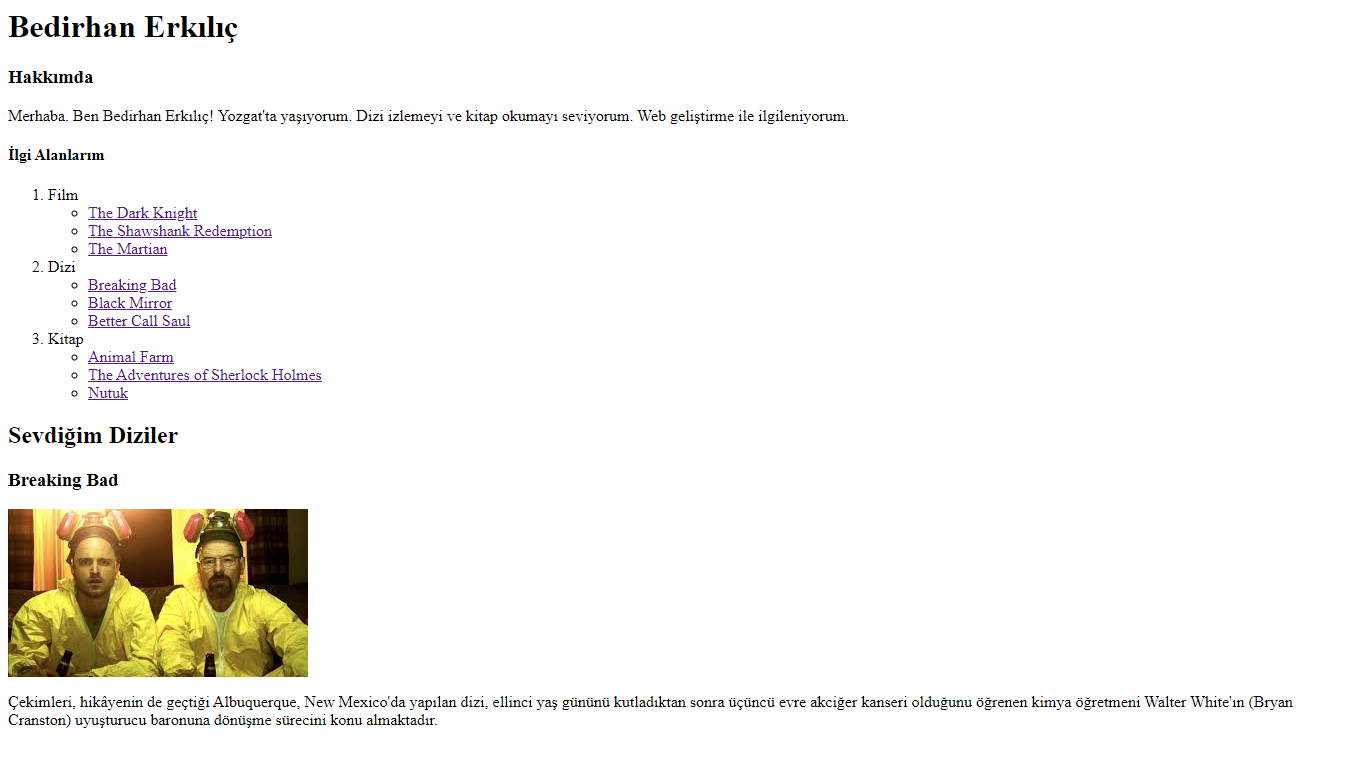 Bedirhan Erkılıç
Hakkımda
Merhaba. Ben Bedirhan Erkılıç! Yozgat'ta yaşıyorum. Dizi izlemeyi ve kitap okumayı seviyorum. Web geliştirme ile ilgileniyorum.
İlgi Alanlarım
1. Film
The Dark Knight
The Shawshank Redemption
The Martian
2. Dizi
Breaking Bad
Black Mirror
Better Call Saul
3. Kitap
Animal Farm
The Adventures of Sherlock Holmes
Nutuk
Sevdiğim Diziler
Breaking Bad
Çekimleri, hikâyenin de geçtiği Albuquerque, New Mexico'da yapılan dizi, ellinci yaş gününü kutladıktan sonra üçüncü evre akciğer kanseri olduğunu öğrenen kimya öğretmeni Walter White'ın (Bryan
Cranston) uyuşturucu baronuna dönüşme sürecini konu almaktadır.